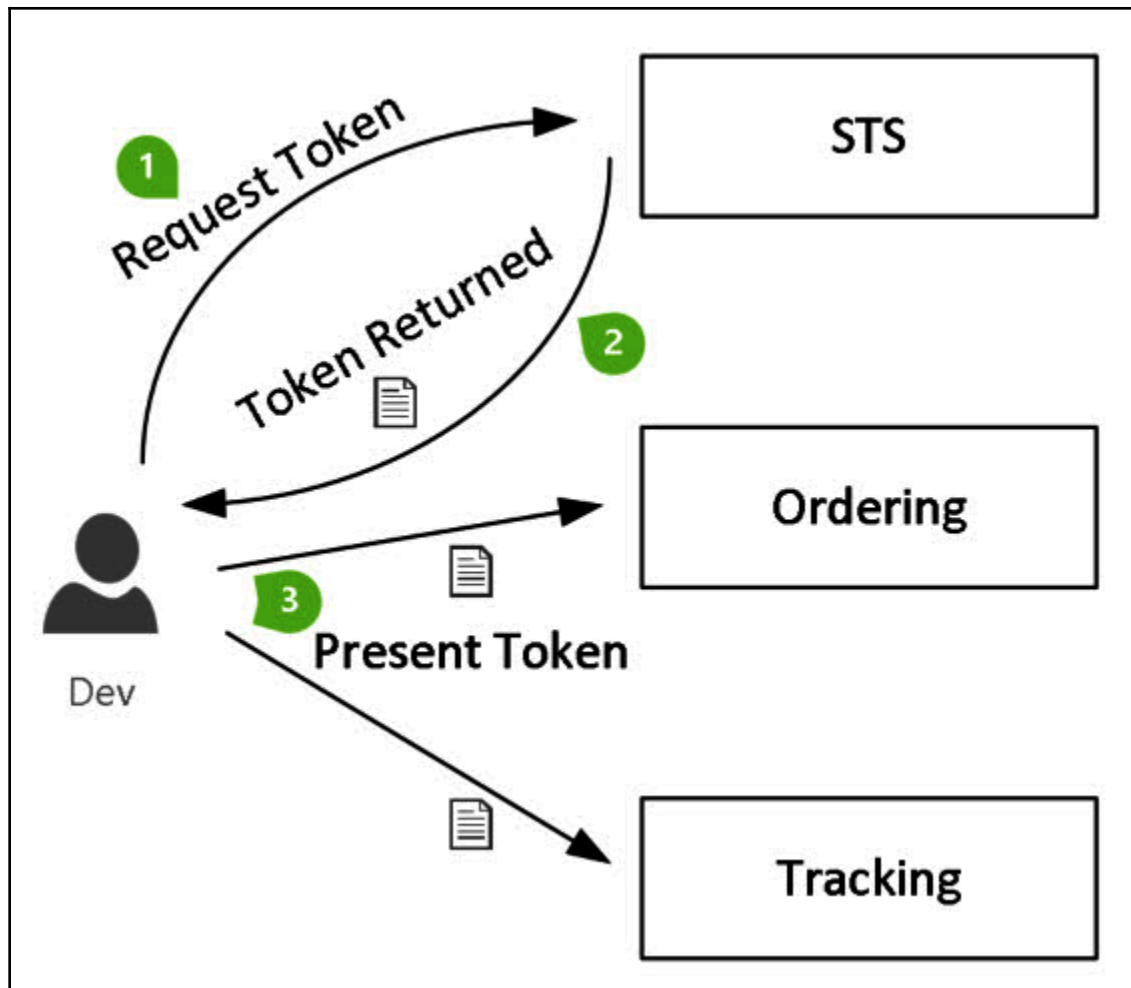 STS
1
Request Token
Token Returned
2
Ordering
3
Present Token
Dev
Tracking